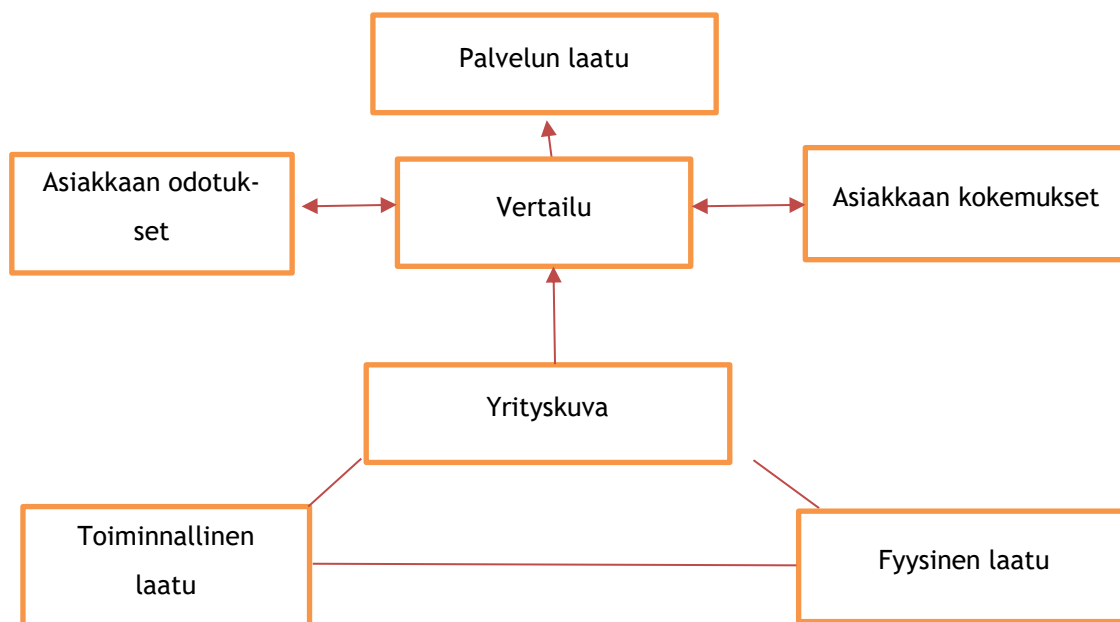 Palvelun laatu
Asiakkaan odotuk-
set
Vertailu
Asiakkaan kokemukset
Yrityskuva
Toiminnallinen
laatu
Fyysinen laatu